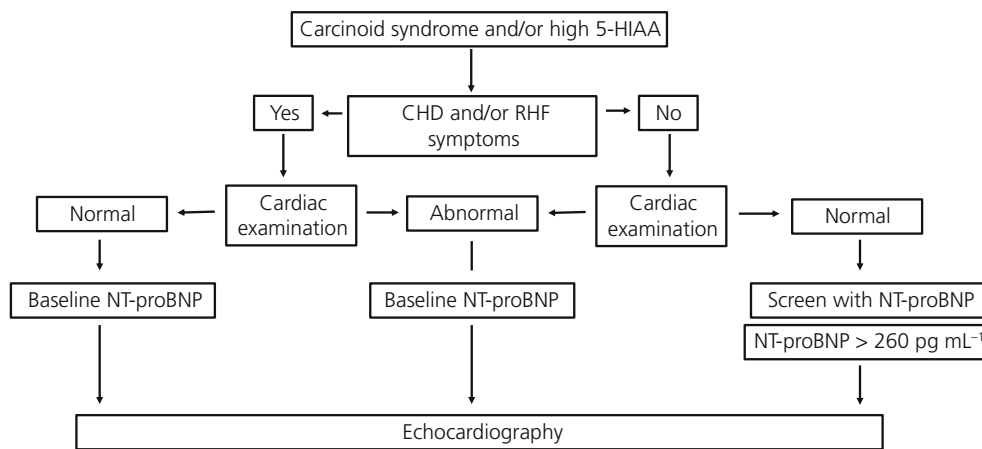 Carcinoid syndrome and/or high 5-HIAA
Yes
CHD and/or RHF
symptoms
No
Normal
Cardiac
examination
Abnormal
Cardiac
examination
Normal
Baseline NT-proBNP
Baseline NT-proBNP
Screen with NT-proBNP
NT-proBNP > 260 pg mL⁻¹
Echocardiography